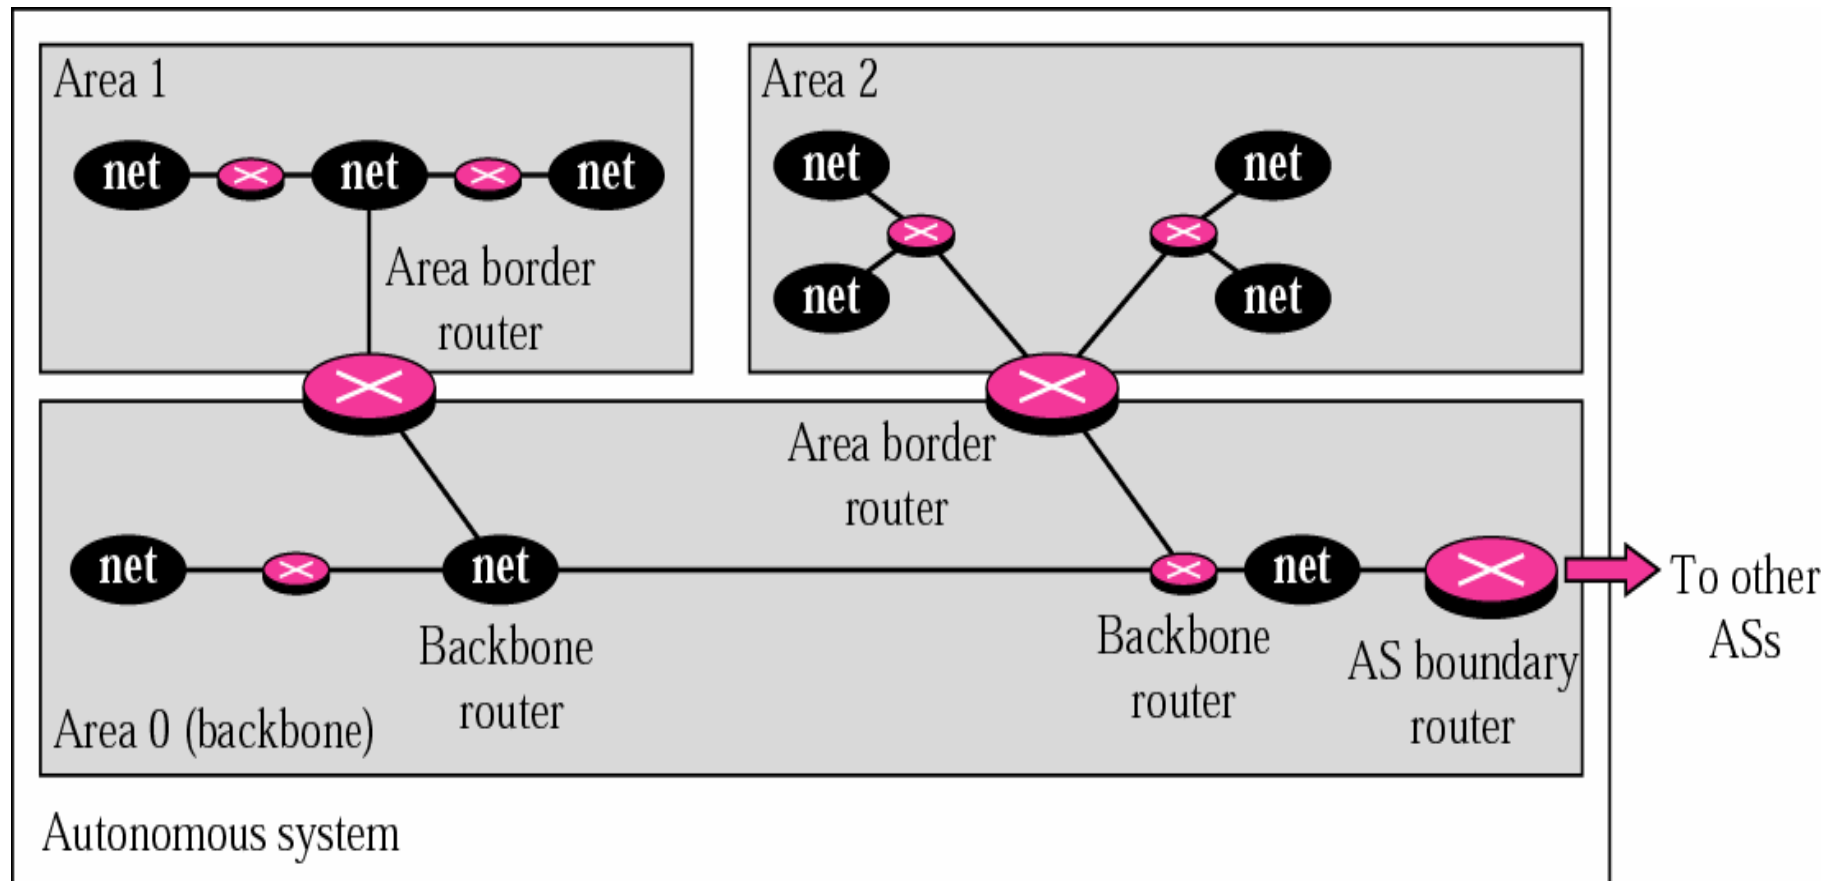 Area 1
net
net
net
Area border
router
Area 2
net
net
net
net
Area border
router
net
net
net
Backbone
router
Backbone
router
AS boundary
router
To other
ASs
Area 0 (backbone)
Autonomous system